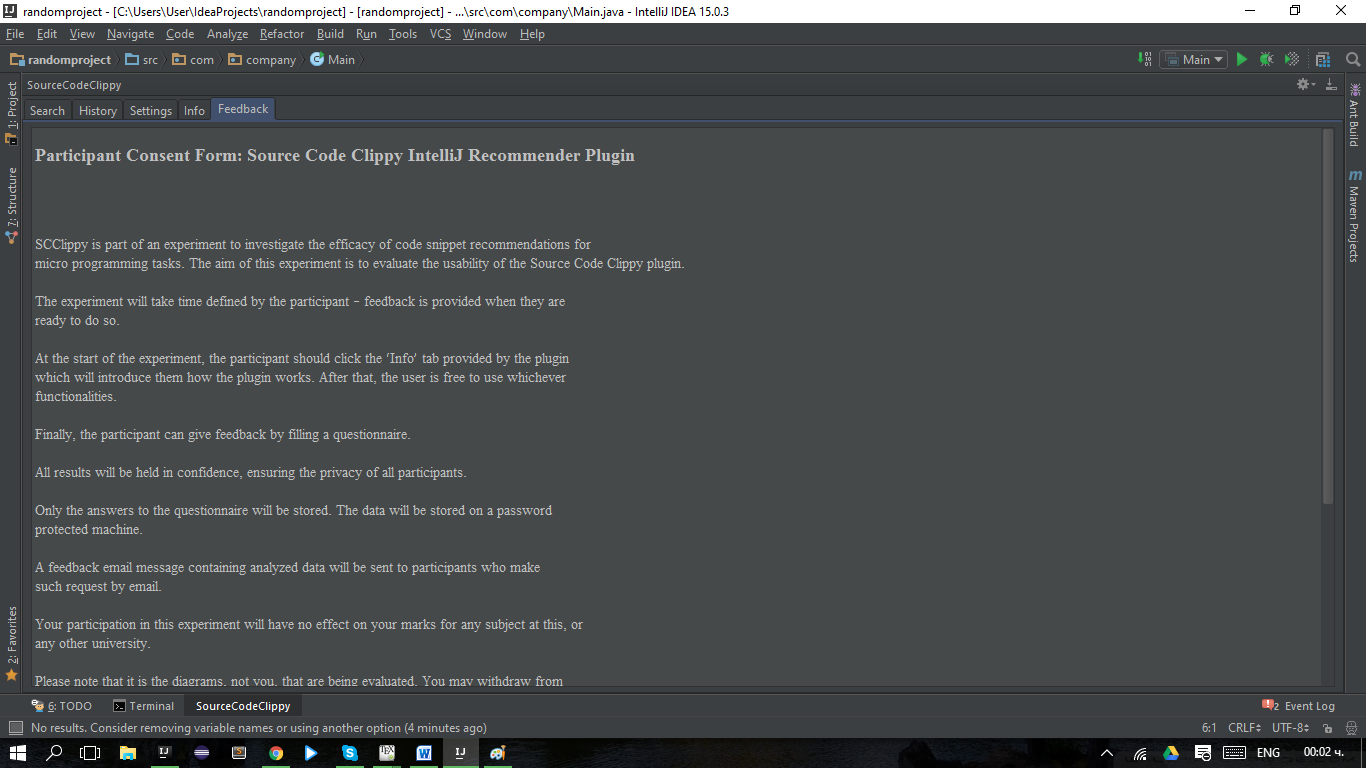 randomproject - [C:\Users\User\IdeaProjects\randomproject] - [randomproject] - ...\src\com\company\Main.java - IntelliJ IDEA 15.0.3
File Edit View Navigate Code Analyze Refactor Build Run Tools VCS Window Help
randomproject src com company Main
Main
SourceCodeClippy
Search History Settings Info Feedback
1: Project
7: Structure
2: Favorites
Participant Consent Form: Source Code Clippy IntelliJ Recommender Plugin
SCClippy is part of an experiment to investigate the efficacy of code snippet recommendations for
micro programming tasks. The aim of this experiment is to evaluate the usability of the Source Code Clippy plugin.
The experiment will take time defined by the participant – feedback is provided when they are
ready to do so.
At the start of the experiment, the participant should click the ‘Info’ tab provided by the plugin
which will introduce them how the plugin works. After that, the user is free to use whichever
functionalities.
Finally, the participant can give feedback by filling a questionnaire.
All results will be held in confidence, ensuring the privacy of all participants.
Only the answers to the questionnaire will be stored. The data will be stored on a password
protected machine.
A feedback email message containing analyzed data will be sent to participants who make
such request by email.
Your participation in this experiment will have no effect on your marks for any subject at this, or
any other university.
Please note that it is the diagrams, not you, that are being evaluated. You may withdraw from
Ant Build
m Maven Projects
6: TODO Terminal SourceCodeClippy
2 Event Log
No results. Consider removing variable names or using another option (4 minutes ago)
6:1 CRLF UTF-8
ENG 00:02 ч.